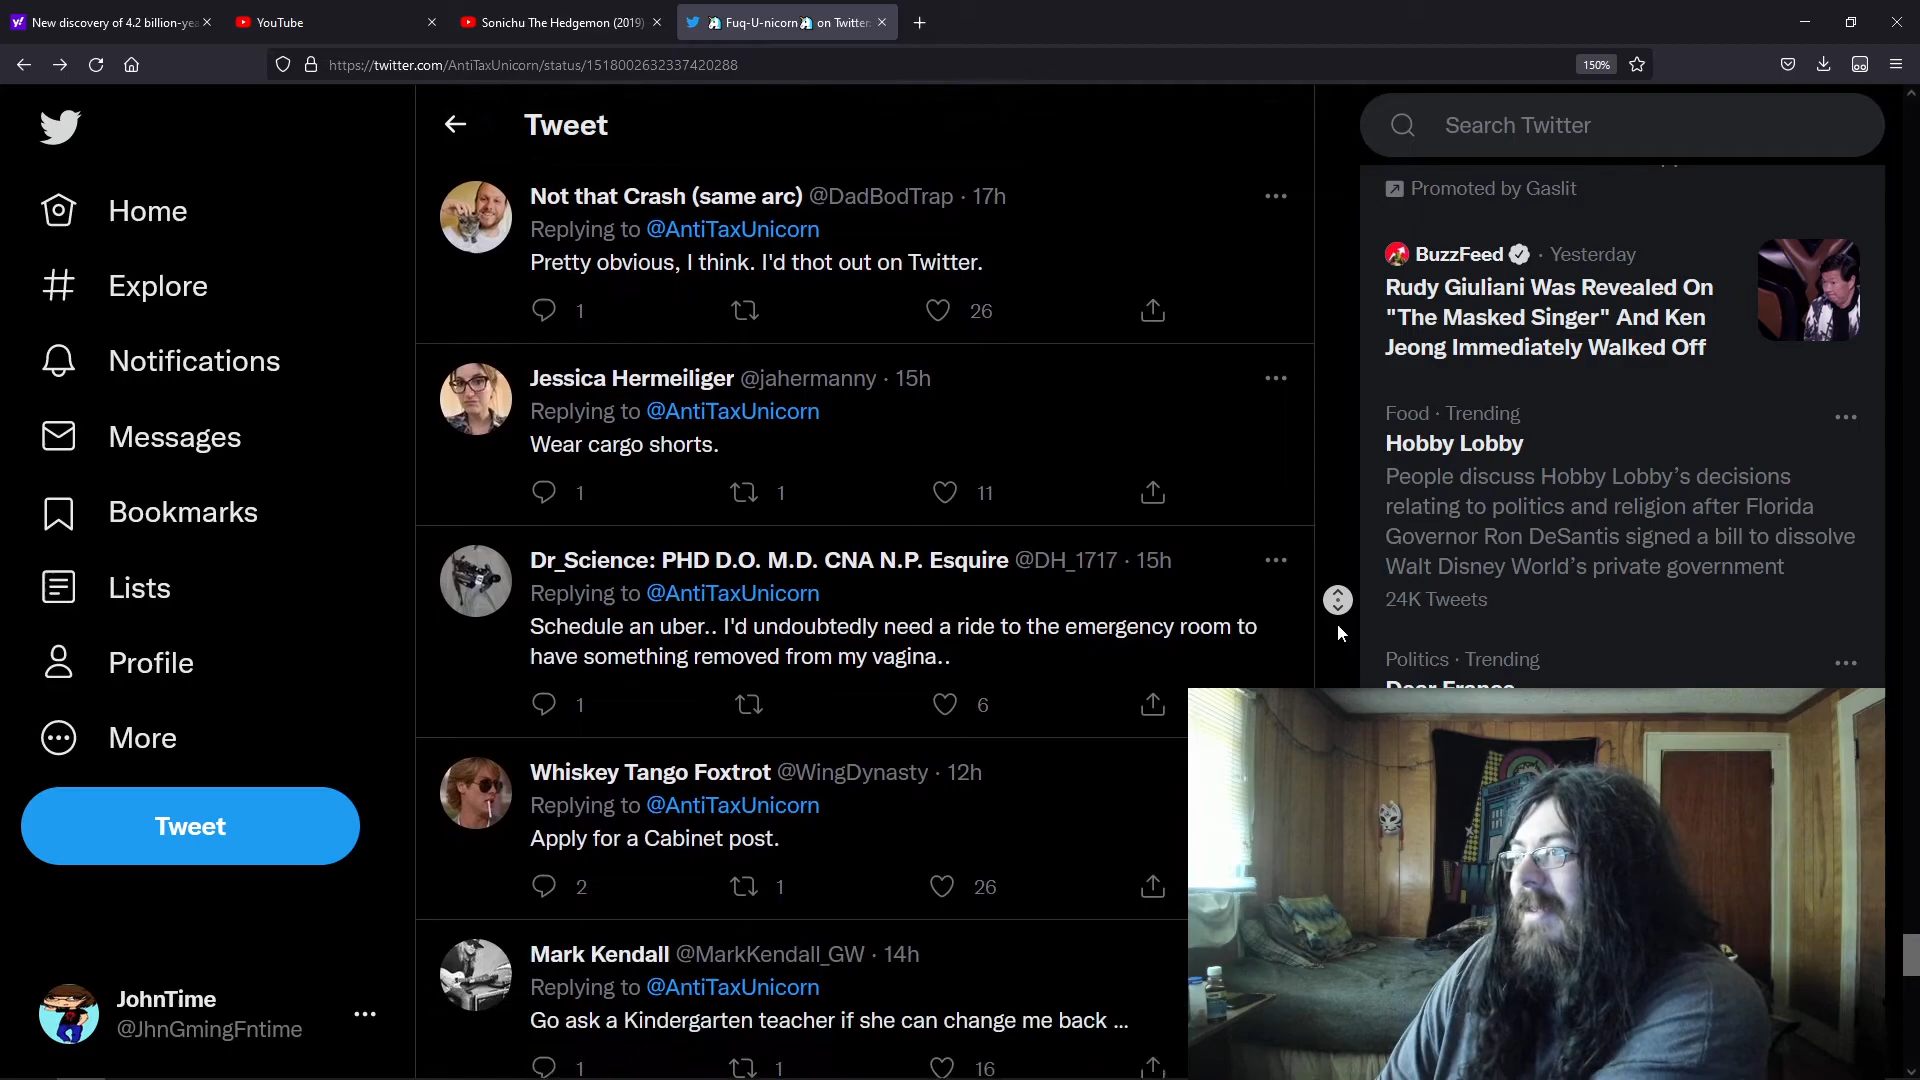 New discovery of 4.2 billion-yea
YouTube
Sonichu The Hedgemon (2019)
🦄 Fuq-U-nicorn🦄 on Twitter:
https://twitter.com/AntiTaxUnicorn/status/1518002632337420288
150%
Home
Explore
Notifications
Messages
Bookmarks
Lists
Profile
More
Tweet
JohnTime
@JhnGmingFntime
Tweet
Not that Crash (same arc) @DadBodTrap · 17h
Replying to @AntiTaxUnicorn
Pretty obvious, I think. I'd thot out on Twitter.
1 26
Jessica Hermeiliger @jahermanny · 15h
Replying to @AntiTaxUnicorn
Wear cargo shorts.
1 1 11
Dr_Science: PHD D.O. M.D. CNA N.P. Esquire @DH_1717 · 15h
Replying to @AntiTaxUnicorn
Schedule an uber.. I'd undoubtedly need a ride to the emergency room to
have something removed from my vagina..
1 6
Whiskey Tango Foxtrot @WingDynasty · 12h
Replying to @AntiTaxUnicorn
Apply for a Cabinet post.
2 1 26
Mark Kendall @MarkKendall_GW · 14h
Replying to @AntiTaxUnicorn
Go ask a Kindergarten teacher if she can change me back ...
1 1 16
Search Twitter
Promoted by Gaslit
BuzzFeed · Yesterday
Rudy Giuliani Was Revealed On
"The Masked Singer" And Ken
Jeong Immediately Walked Off
Food · Trending
Hobby Lobby
People discuss Hobby Lobby's decisions
relating to politics and religion after Florida
Governor Ron DeSantis signed a bill to dissolve
Walt Disney World's private government
24K Tweets
Politics · Trending